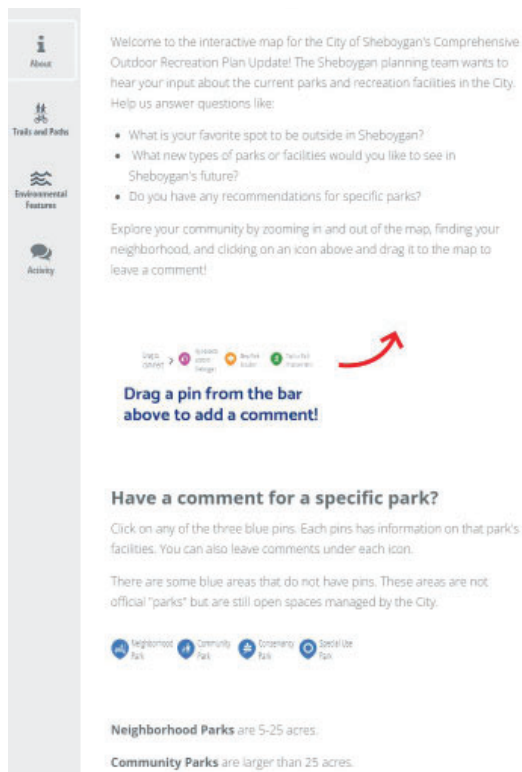 About
Trails and Paths
Environmental
Features
Activity
Welcome to the interactive map for the City of Sheboygan's Comprehensive
Outdoor Recreation Plan Update! The Sheboygan planning team wants to
hear your input about the current parks and recreation facilities in the City.
Help us answer questions like:
• What is your favorite spot to be outside in Sheboygan?
• What new types of parks or facilities would you like to see in
Sheboygan's future?
• Do you have any recommendations for specific parks?
Explore your community by zooming in and out of the map, finding your
neighborhood, and clicking on an icon above and drag it to the map to
leave a comment!
Drag a pin from the bar
above to add a comment!
Have a comment for a specific park?
Click on any of the three blue pins. Each pins has information on that park's
facilities. You can also leave comments under each icon.
There are some blue areas that do not have pins. These areas are not
official "parks" but are still open spaces managed by the City.
Neighborhood Park
Community Park
Conservancy Park
Special Use Park
Neighborhood Parks are 5-25 acres.
Community Parks are larger than 25 acres.